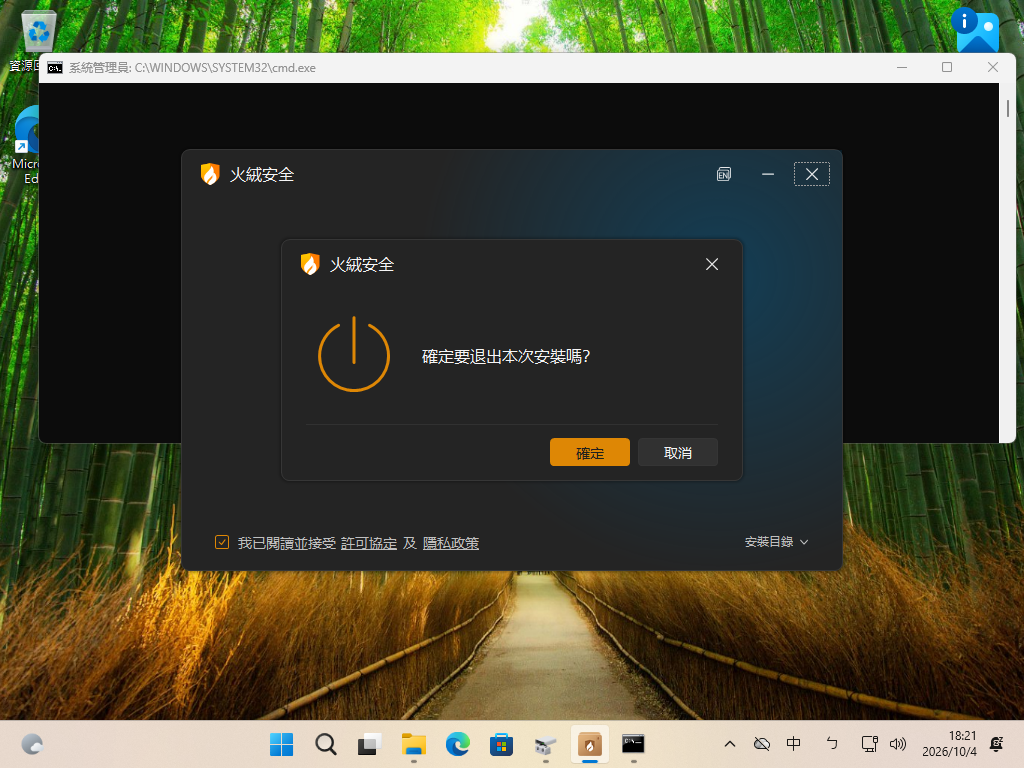 資源回
系統管理員: C:\WINDOWS\SYSTEM32\cmd.exe
Micro
Ed
火絨安全
EN
火絨安全
確定要退出本次安裝嗎?
確定
取消
我已閱讀並接受 許可協定 及 隱私政策
安裝目錄
中
ㄅ
18:21
2026/10/4